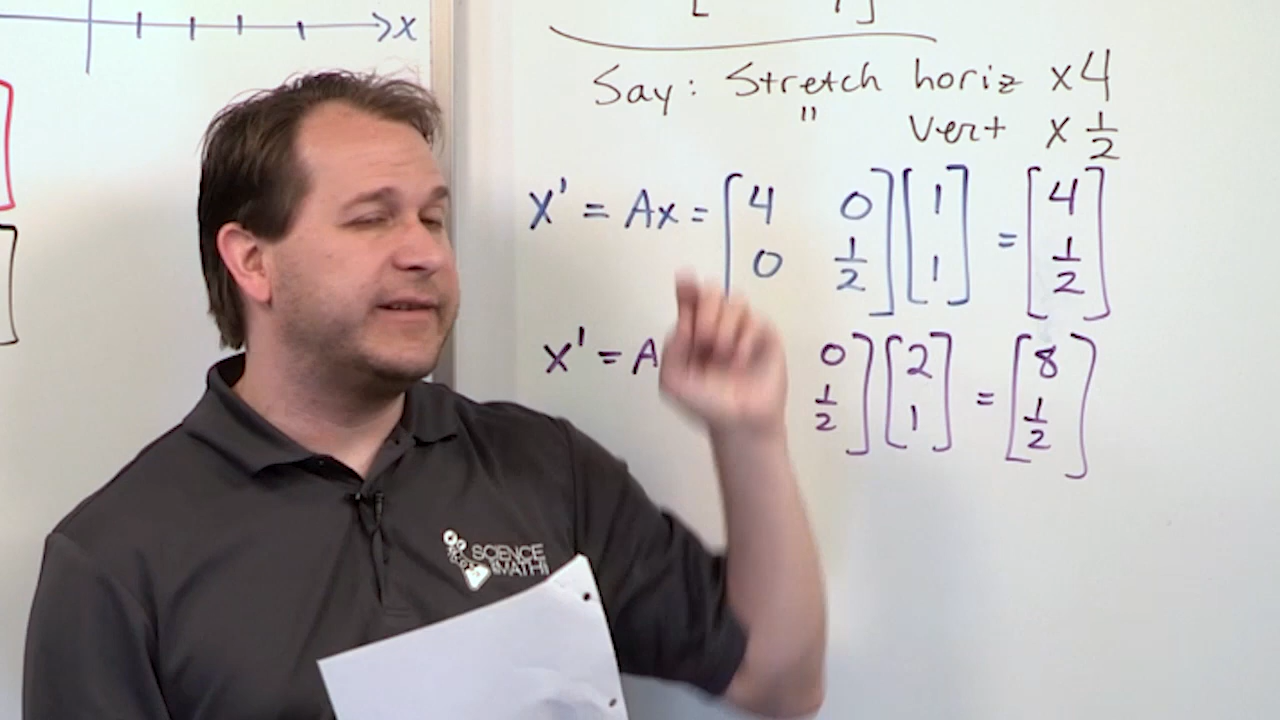 x
Say: Stretch horiz x4
" vert x 1/2
X' = Ax = [4 0; 0 1/2] [1; 1] = [4; 1/2]
X' = A 0; 1/2] [2; 1] = [8; 1/2]
SCIENCE
MATH